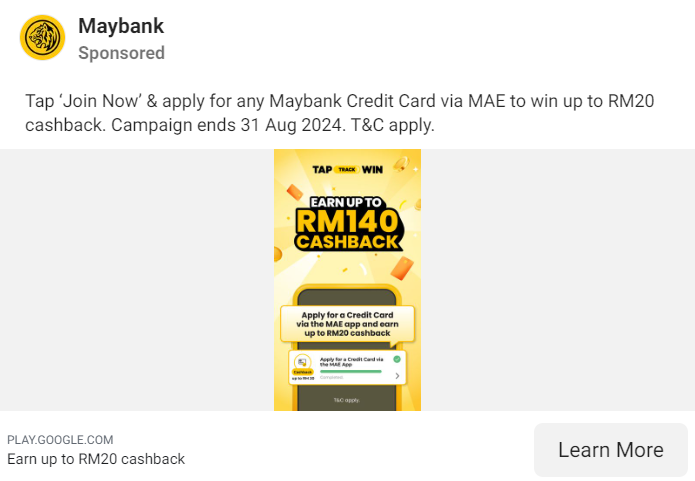 Maybank
Sponsored
Tap ‘Join Now’ & apply for any Maybank Credit Card via MAE to win up to RM20
cashback. Campaign ends 31 Aug 2024. T&C apply.
TAP TRACK WIN
EARN UP TO
RM140
CASHBACK
Apply for a Credit Card
via the MAE app and earn
up to RM20 cashback
Apply for a Credit Card via
the MAE App
Cashback
up to RM 20
Completed
T&C apply.
PLAY.GOOGLE.COM
Earn up to RM20 cashback
Learn More